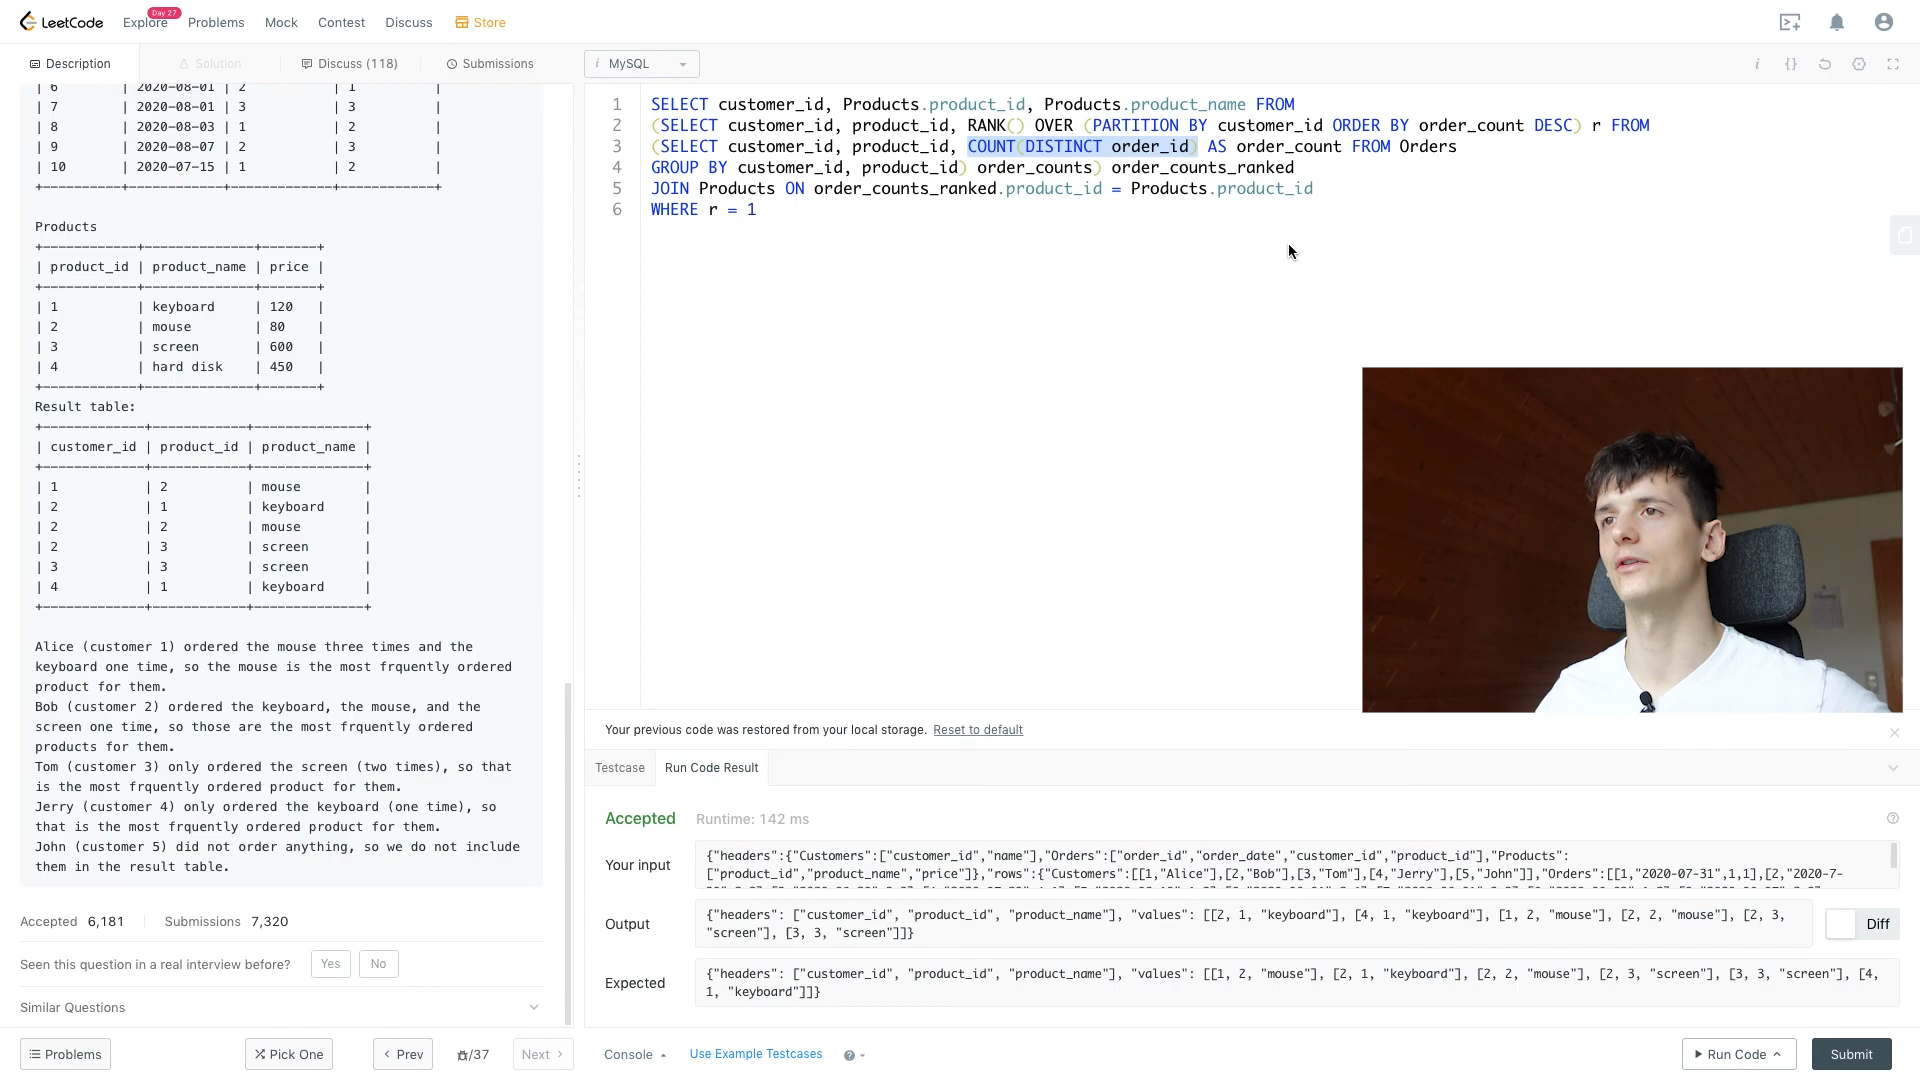 LeetCode
Explore
Day 27
Problems
Mock
Contest
Discuss
Store
Description
Solution
Discuss (118)
Submissions
i MySQL
| 6 | 2020-08-01 | 2 | 1 |
| 7 | 2020-08-01 | 3 | 3 |
| 8 | 2020-08-03 | 1 | 2 |
| 9 | 2020-08-07 | 2 | 3 |
| 10 | 2020-07-15 | 1 | 2 |
+------------+------------+-------------+------------+
Products
+------------+--------------+-------+
| product_id | product_name | price |
+------------+--------------+-------+
| 1 | keyboard | 120 |
| 2 | mouse | 80 |
| 3 | screen | 600 |
| 4 | hard disk | 450 |
+------------+--------------+-------+
Result table:
+-------------+------------+--------------+
| customer_id | product_id | product_name |
+-------------+------------+--------------+
| 1 | 2 | mouse |
| 2 | 1 | keyboard |
| 2 | 2 | mouse |
| 2 | 3 | screen |
| 3 | 3 | screen |
| 4 | 1 | keyboard |
+-------------+------------+--------------+
Alice (customer 1) ordered the mouse three times and the
keyboard one time, so the mouse is the most frquently ordered
product for them.
Bob (customer 2) ordered the keyboard, the mouse, and the
screen one time, so those are the most frquently ordered
products for them.
Tom (customer 3) only ordered the screen (two times), so that
is the most frquently ordered product for them.
Jerry (customer 4) only ordered the keyboard (one time), so
that is the most frquently ordered product for them.
John (customer 5) did not order anything, so we do not include
them in the result table.
Accepted 6,181 Submissions 7,320
Seen this question in a real interview before? Yes No
Similar Questions
Problems
Pick One
Prev
/37
Next
1 SELECT customer_id, Products.product_id, Products.product_name FROM
2 (SELECT customer_id, product_id, RANK() OVER (PARTITION BY customer_id ORDER BY order_count DESC) r FROM
3 (SELECT customer_id, product_id, COUNT(DISTINCT order_id) AS order_count FROM Orders
4 GROUP BY customer_id, product_id) order_counts) order_counts_ranked
5 JOIN Products ON order_counts_ranked.product_id = Products.product_id
6 WHERE r = 1
Your previous code was restored from your local storage. Reset to default
Testcase
Run Code Result
Accepted Runtime: 142 ms
Your input
{"headers":{"Customers":["customer_id","name"],"Orders":["order_id","order_date","customer_id","product_id"],"Products":
["product_id","product_name","price"]},"rows":{"Customers":[[1,"Alice"],[2,"Bob"],[3,"Tom"],[4,"Jerry"],[5,"John"]],"Orders":[[1,"2020-07-31",1,1],[2,"2020-7-
Output
{"headers": ["customer_id", "product_id", "product_name"], "values": [[2, 1, "keyboard"], [4, 1, "keyboard"], [1, 2, "mouse"], [2, 2, "mouse"], [2, 3,
"screen"], [3, 3, "screen"]]}
Diff
Expected
{"headers": ["customer_id", "product_id", "product_name"], "values": [[1, 2, "mouse"], [2, 1, "keyboard"], [2, 2, "mouse"], [2, 3, "screen"], [3, 3, "screen"], [4,
1, "keyboard"]]}
Console
Use Example Testcases
Run Code
Submit